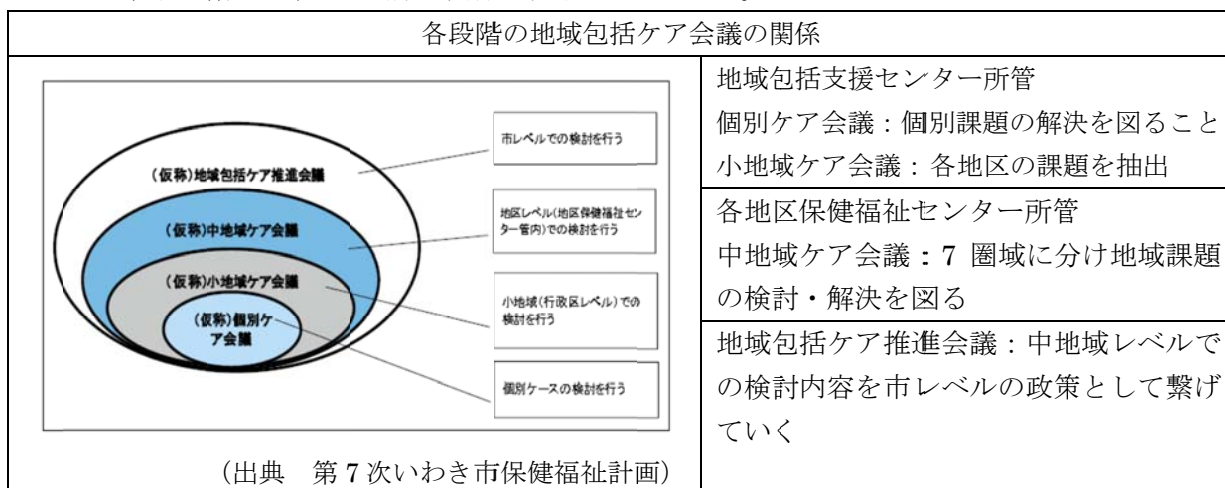 各段階の地域包括ケア会議の関係
(仮称)地域包括ケア推進会議
(仮称)中地域ケア会議
(仮称)小地域ケア会議
(仮称)個別ケ
ア会議
市レベルでの検討を行う
地区レベル(地区保健福祉セン
ター管内)での検討を行う
小地域(行政区レベル)での
検討を行う
個別ケースの検討を行う
(出典 第7次いわき市保健福祉計画)
地域包括支援センター所管
個別ケア会議:個別課題の解決を図ること
小地域ケア会議:各地区の課題を抽出
各地区保健福祉センター所管
中地域ケア会議:7 圏域に分け地域課題
の検討・解決を図る
地域包括ケア推進会議:中地域レベルで
の検討内容を市レベルの政策として繋げ
ていく